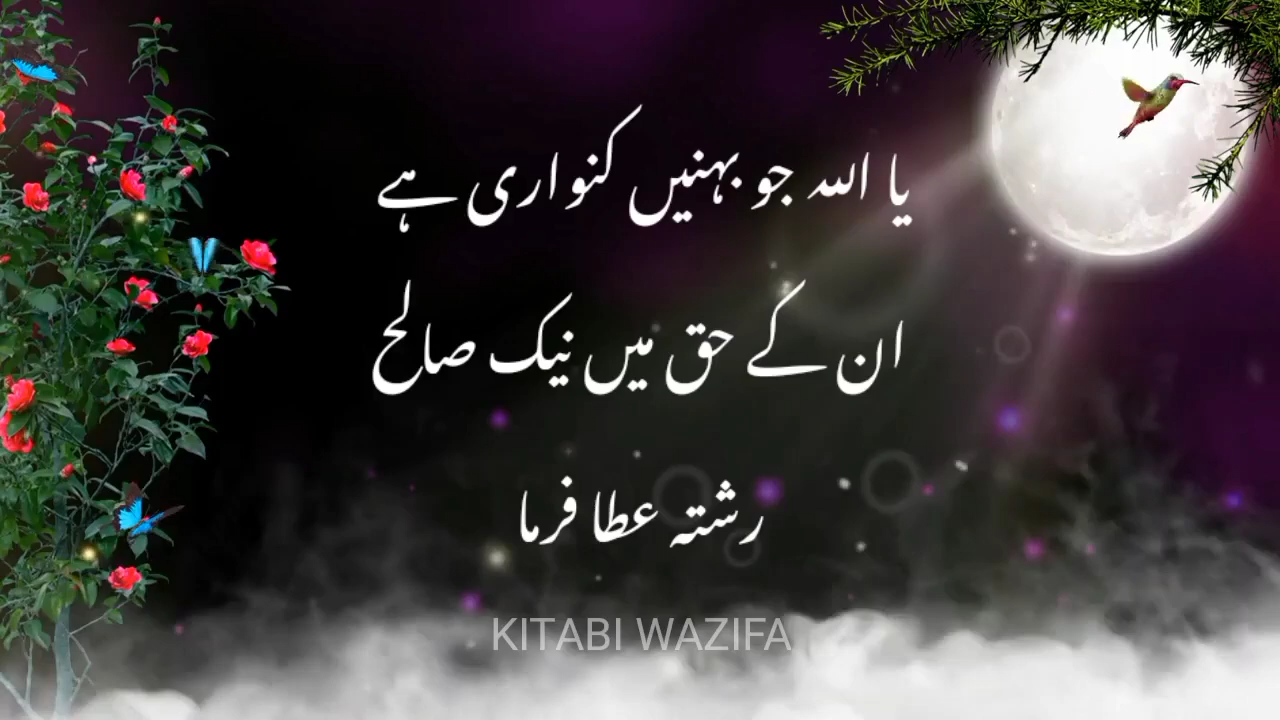 یا اللہ جو بہنیں کنواری ہے
ان کے حق میں نیک صالح
رشتہ عطا فرما
KITABI WAZIFA